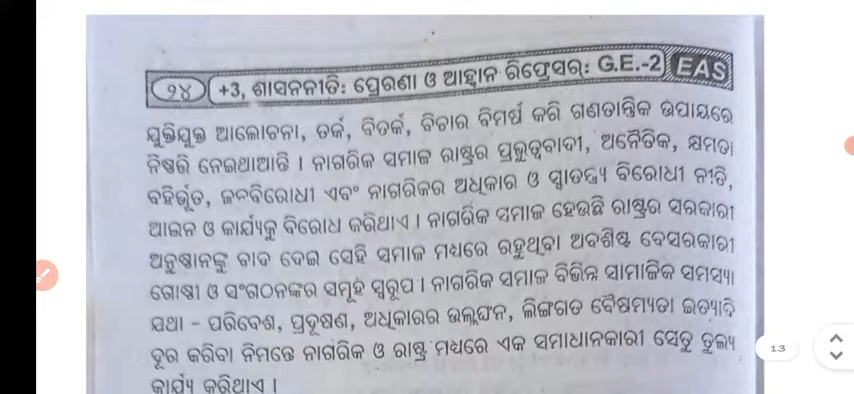 ୨୪ +3, ଶାସନନୀତି: ପ୍ରେରଣା ଓ ଆହ୍ୱାନ ରିଫ୍ରେସର୍: G.E.-2 EAS
ଯୁକ୍ତିଯୁକ୍ତ ଆଲୋଚନା, ତର୍କ, ବିତର୍କ, ବିଚାର ବିମର୍ଷ କରି ଗଣତାନ୍ତ୍ରିକ ଉପାୟରେ
ନିଷ୍ପତ୍ତି ନେଇଥାଆନ୍ତି । ନାଗରିକ ସମାଜ ରାଷ୍ଟ୍ରର ପ୍ରଭୁତ୍ୱବାଦୀ, ଅନୈତିକ, କ୍ଷମତା
ବହିର୍ଭୂତ, ଜନବିରୋଧୀ ଏବଂ ନାଗରିକର ଅଧିକାର ଓ ସ୍ୱାତନ୍ତ୍ର୍ୟ ବିରୋଧୀ ନୀତି,
ଆଇନ ଓ କାର୍ଯ୍ୟକୁ ବିରୋଧ କରିଥାଏ । ନାଗରିକ ସମାଜ ହେଉଛି ରାଷ୍ଟ୍ରର ସରକାରୀ
ଅନୁଷ୍ଠାନଙ୍କୁ ବାଦ ଦେଇ ସେହି ସମାଜ ମଧ୍ୟରେ ରହୁଥିବା ଅବଶିଷ୍ଟ ବେସରକାରୀ
ଗୋଷ୍ଠୀ ଓ ସଂଗଠନଙ୍କର ସମୂହ ସ୍ୱରୂପ । ନାଗରିକ ସମାଜ ବିଭିନ୍ନ ସାମାଜିକ ସମସ୍ୟା
ଯଥା - ପରିବେଶ, ପ୍ରଦୂଷଣ, ଅଧିକାରର ଉଲ୍ଲଂଘନ, ଲିଙ୍ଗଗତ ବୈଷମ୍ୟତା ଇତ୍ୟାଦି
ଦୂର କରିବା ନିମନ୍ତେ ନାଗରିକ ଓ ରାଷ୍ଟ୍ର ମଧ୍ୟରେ ଏକ ସମାଧାନକାରୀ ସେତୁ ତୁଲ୍ୟ
କାର୍ଯ୍ୟ କରିଥାଏ ।
13